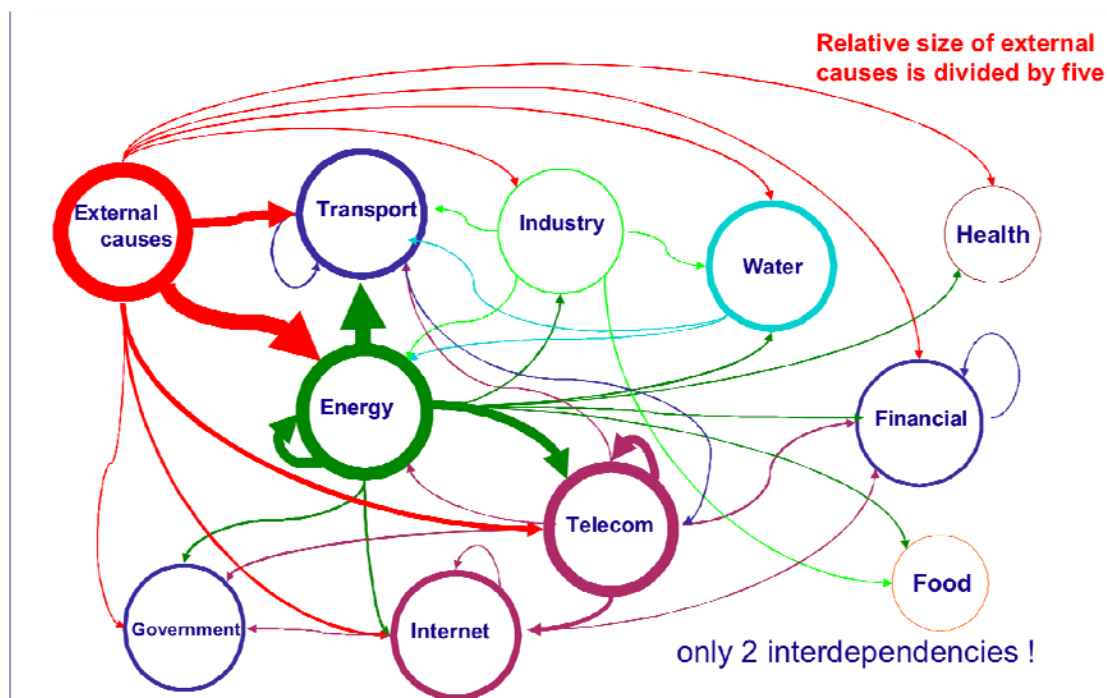 Relative size of external
causes is divided by five
External
causes
Transport
Industry
Water
Health
Energy
Financial
Telecom
Food
Government
Internet
only 2 interdependencies !